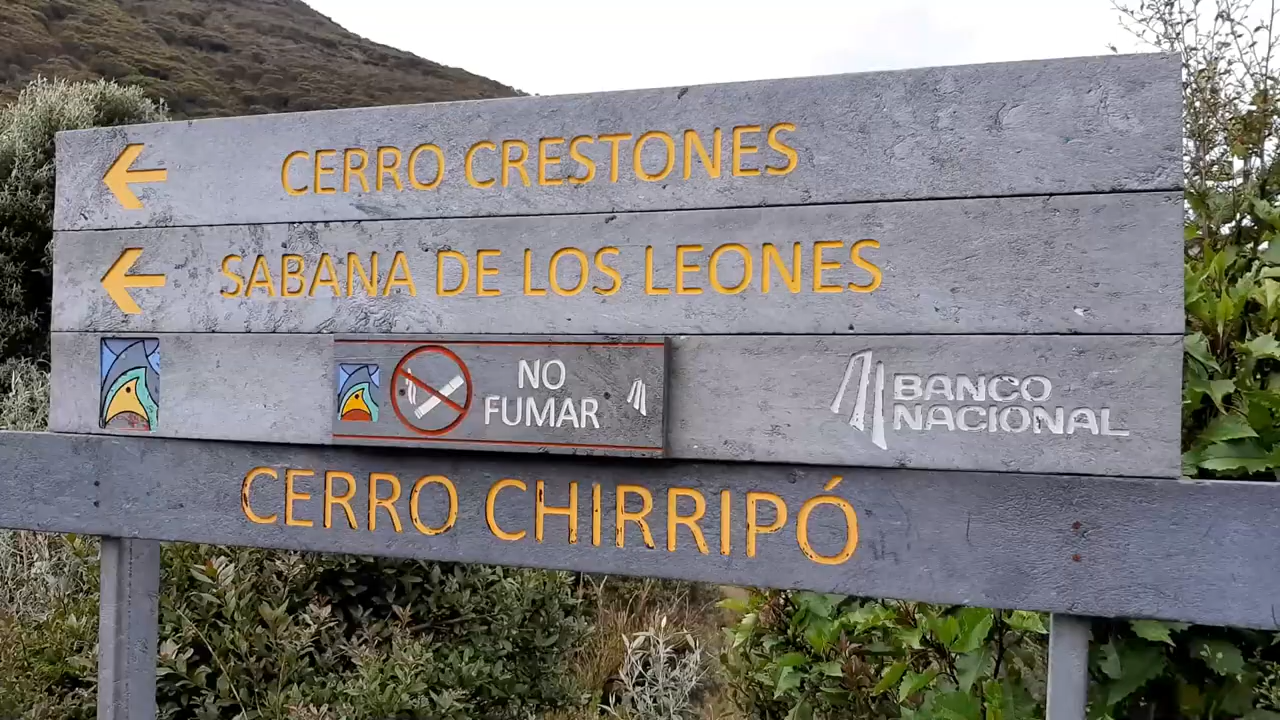 CERRO CRESTONES
SABANA DE LOS LEONES
NO
FUMAR
BANCO
NACIONAL
CERRO CHIRRIPÓ